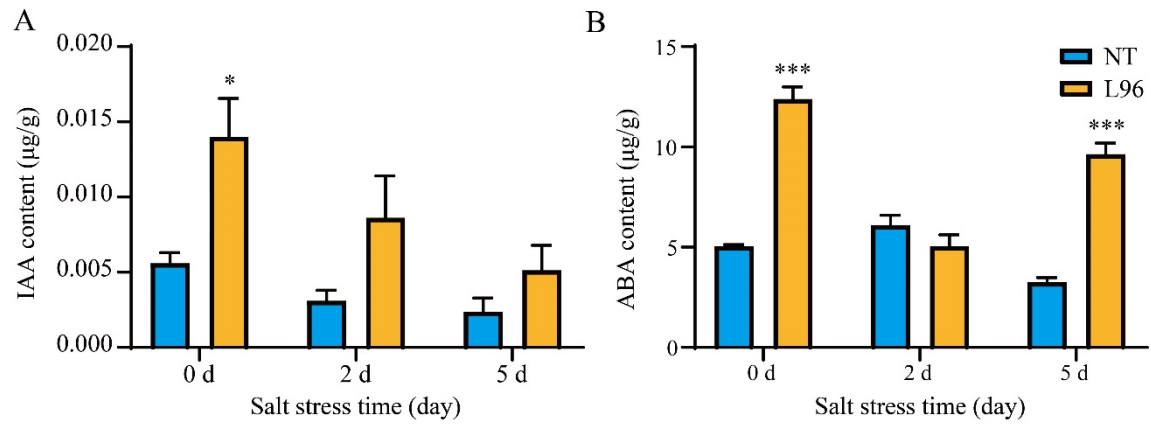 A
IAA content (µg/g)
0.020
0.015
0.010
0.005
0.000
*
0 d
2 d
5 d
Salt stress time (day)
B
ABA content (µg/g)
15
10
5
0
***
***
NT
L96
0 d
2 d
5 d
Salt stress time (day)